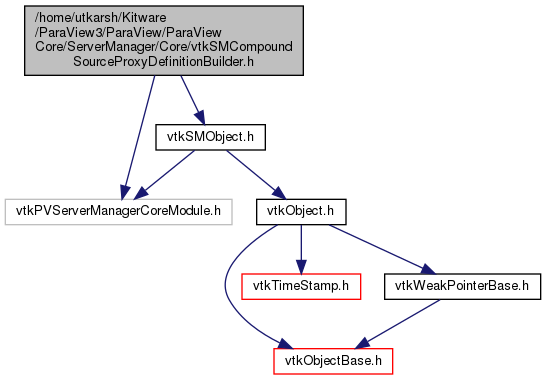 /home/utkarsh/Kitware
/ParaView3/ParaView/ParaView
Core/ServerManager/Core/vtkSMCompound
SourceProxyDefinitionBuilder.h
vtkSMObject.h
vtkPVServerManagerCoreModule.h
vtkObject.h
vtkTimeStamp.h
vtkWeakPointerBase.h
vtkObjectBase.h